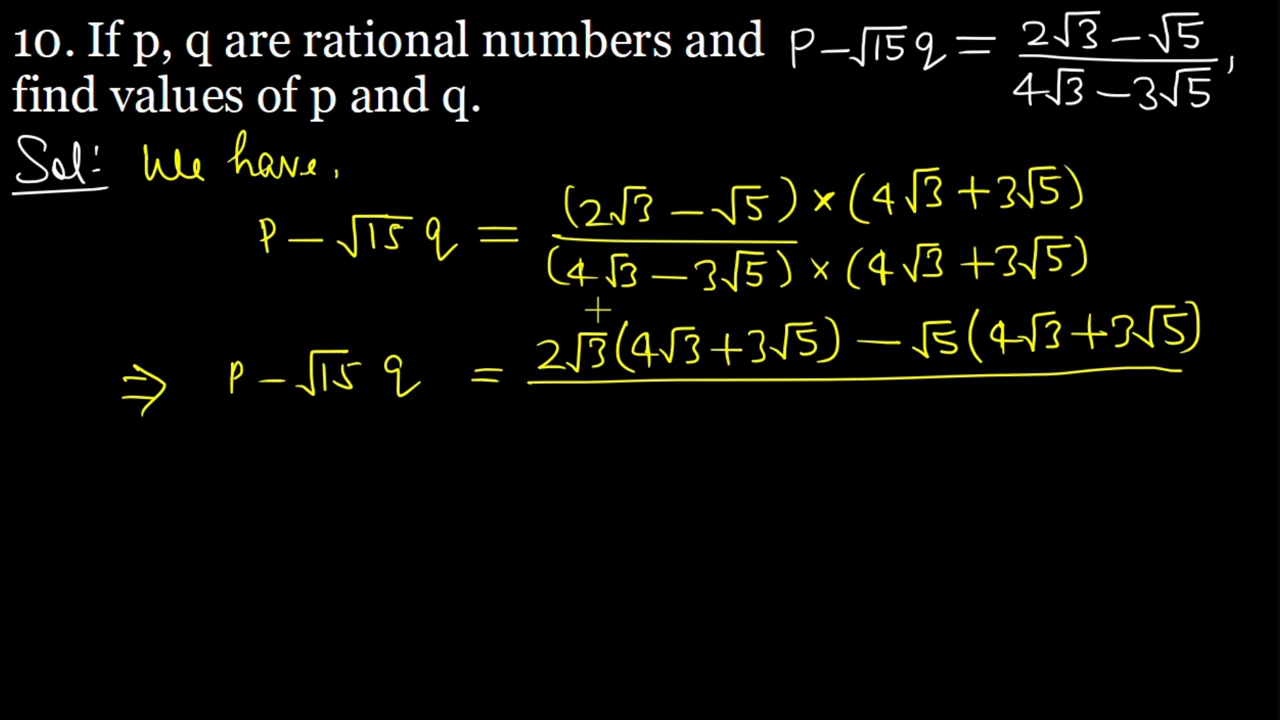 10. If p, q are rational numbers and P - √15 q = (2√3 - √5)/(4√3 - 3√5),
find values of p and q.
Sol: We have,
P - √15 q = ((2√3 - √5) × (4√3 + 3√5))/((4√3 - 3√5) × (4√3 + 3√5))
⇒ P - √15 q = 2√3(4√3 + 3√5) - √5(4√3 + 3√5)